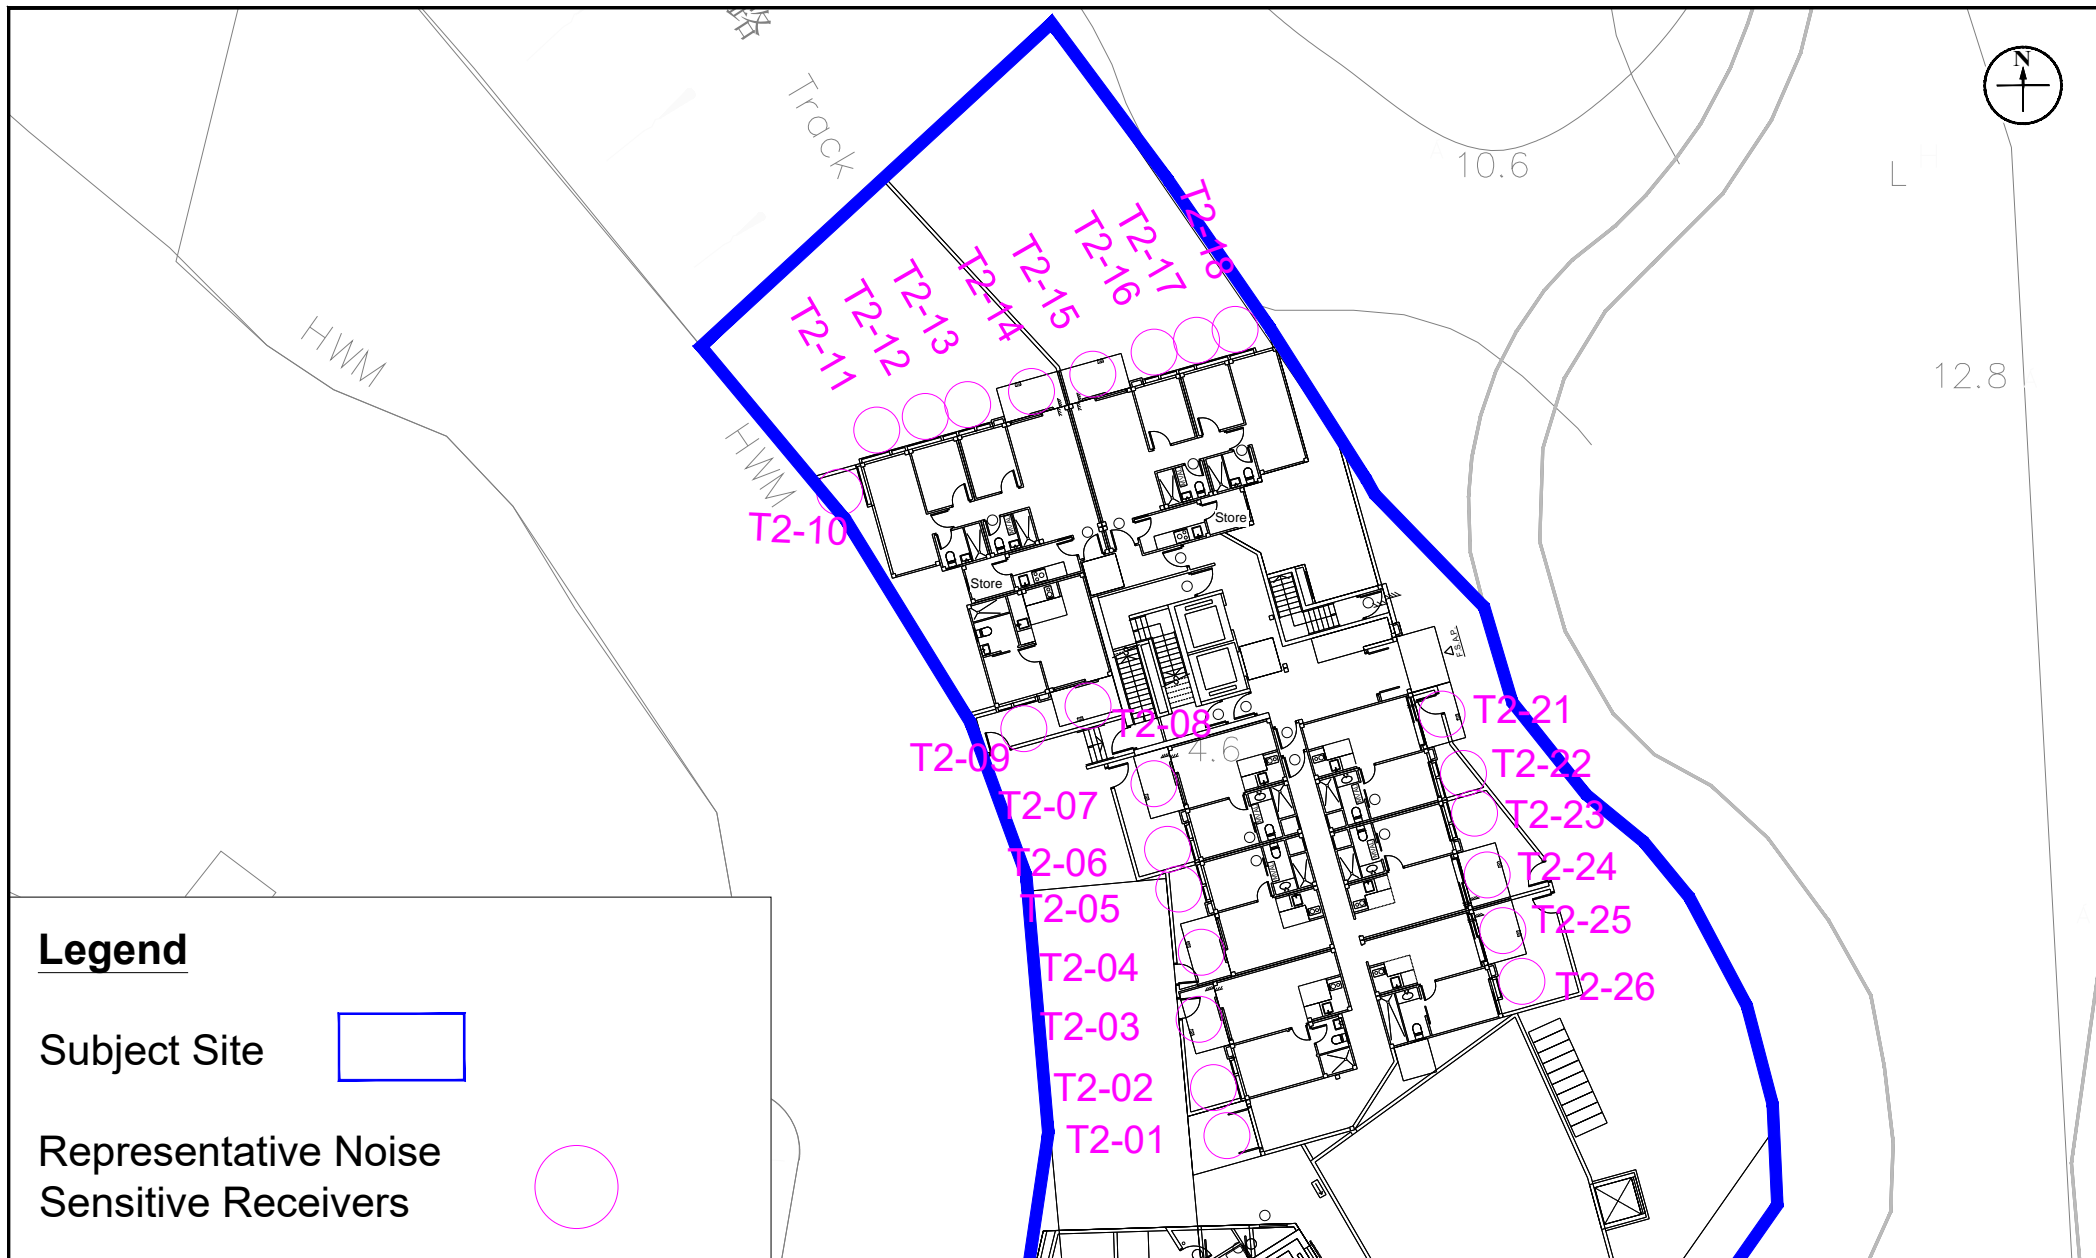 路
Track
N
10.6
L
12.8
HWM
HWM
T2-18
T2-17
T2-16
T2-15
T2-14
T2-13
T2-12
T2-11
T2-10
Store
Store
F.S.A.P.
T2-08
T2-09
4.6
T2-07
T2-06
T2-05
T2-04
T2-03
T2-02
T2-01
T2-21
T2-22
T2-23
T2-24
T2-25
T2-26
Legend
Subject Site
Representative Noise
Sensitive Receivers